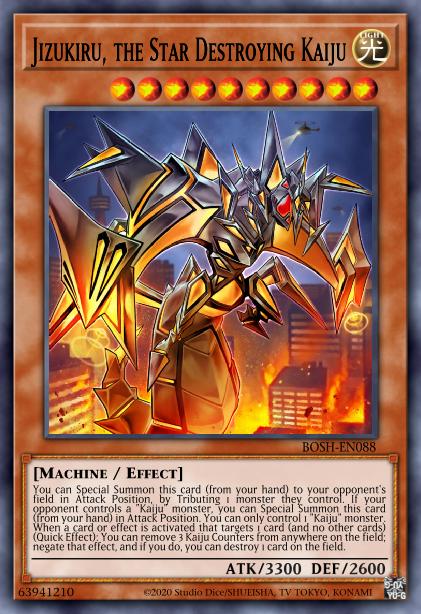 JIZUKIRU, THE STAR DESTROYING KAIJU
LIGHT
光
BOSH-EN088
[MACHINE / EFFECT]
You can Special Summon this card (from your hand) to your opponent's
field in Attack Position, by Tributing 1 monster they control. If your
opponent controls a "Kaiju" monster, you can Special Summon this card
(from your hand) in Attack Position. You can only control 1 "Kaiju" monster.
When a card or effect is activated that targets 1 card (and no other cards)
(Quick Effect): You can remove 3 Kaiju Counters from anywhere on the field;
negate that effect, and if you do, you can destroy 1 card on the field.
ATK/3300 DEF/2600
63941210
©2020 Studio Dice/SHUEISHA, TV TOKYO, KONAMI